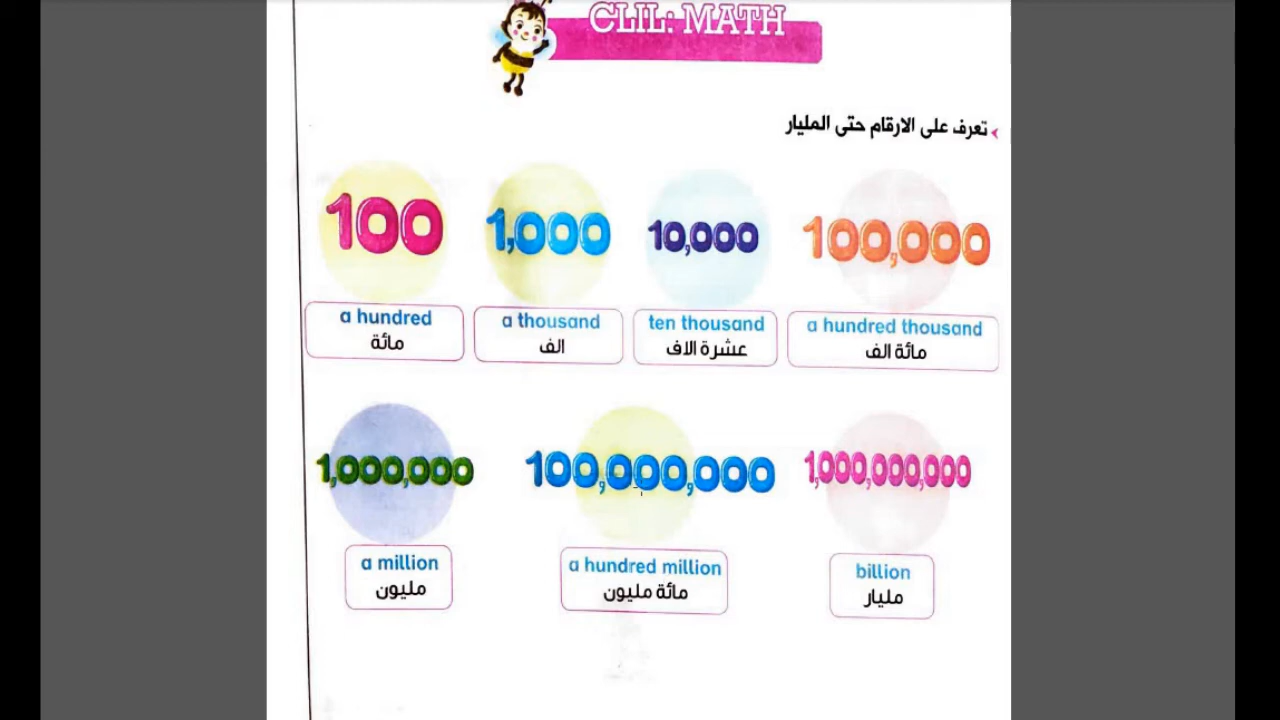 CLIL: MATH
تعرف على الارقام حتى المليار
100
1,000
10,000
100,000
a hundred
مائة
a thousand
الف
ten thousand
عشرة الاف
a hundred thousand
مائة الف
1,000,000
100,000,000
1,000,000,000
a million
مليون
a hundred million
مائة مليون
billion
مليار